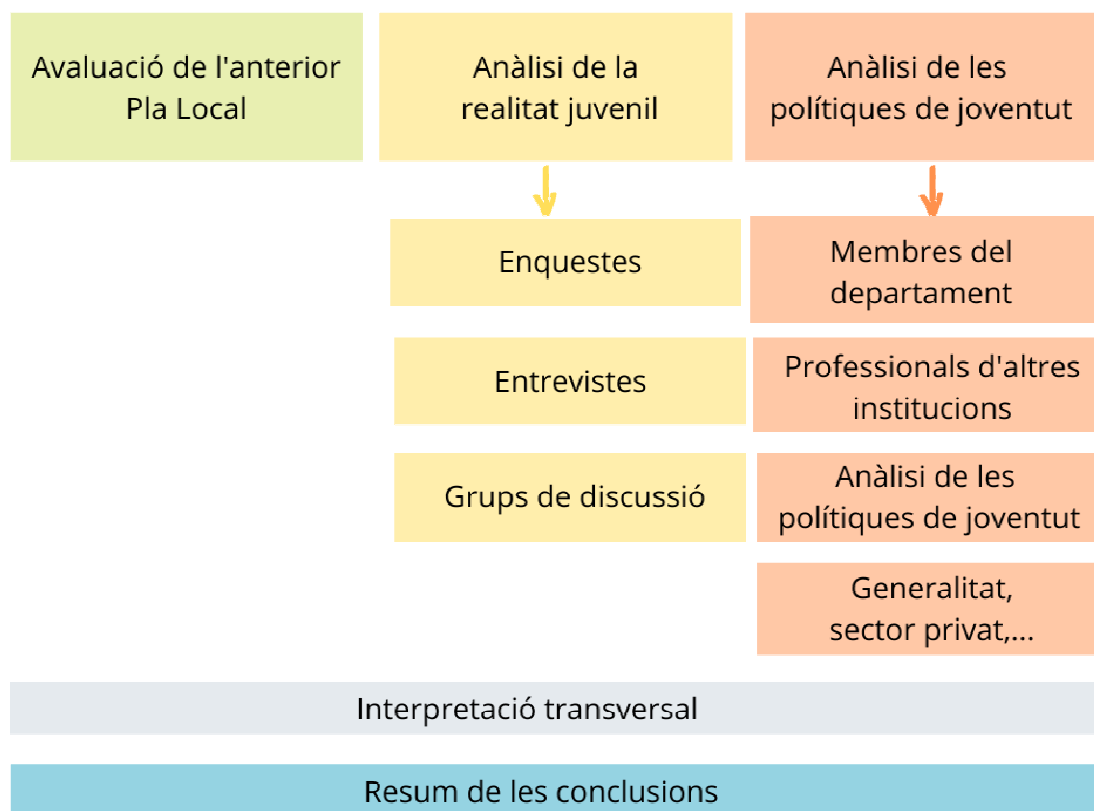 Avaluació de l'anterior
Pla Local
Anàlisi de la
realitat juvenil
Anàlisi de les
polítiques de joventut
Enquestes
Entrevistes
Grups de discussió
Membres del
departament
Professionals d'altres
institucions
Anàlisi de les
polítiques de joventut
Generalitat,
sector privat,...
Interpretació transversal
Resum de les conclusions